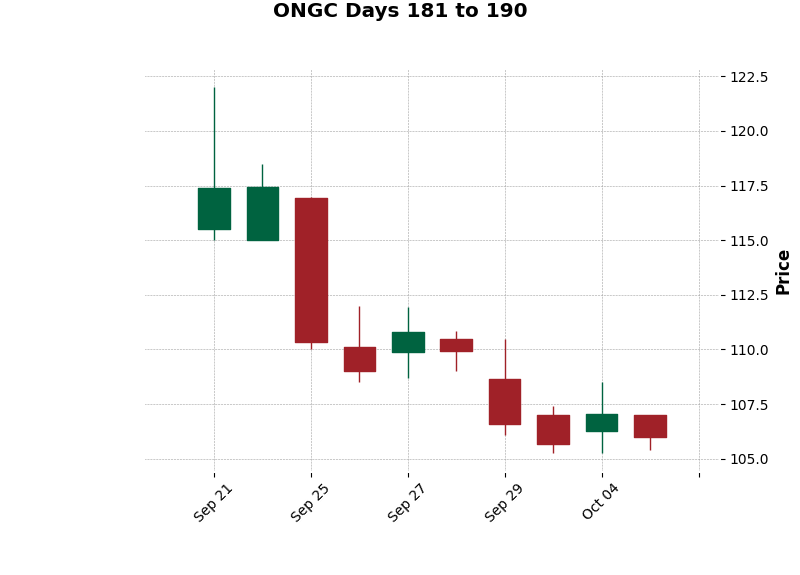 ONGC Days 181 to 190
122.5
120.0
117.5
115.0
112.5
110.0
107.5
105.0
Price
Sep 21
Sep 25
Sep 27
Sep 29
Oct 04